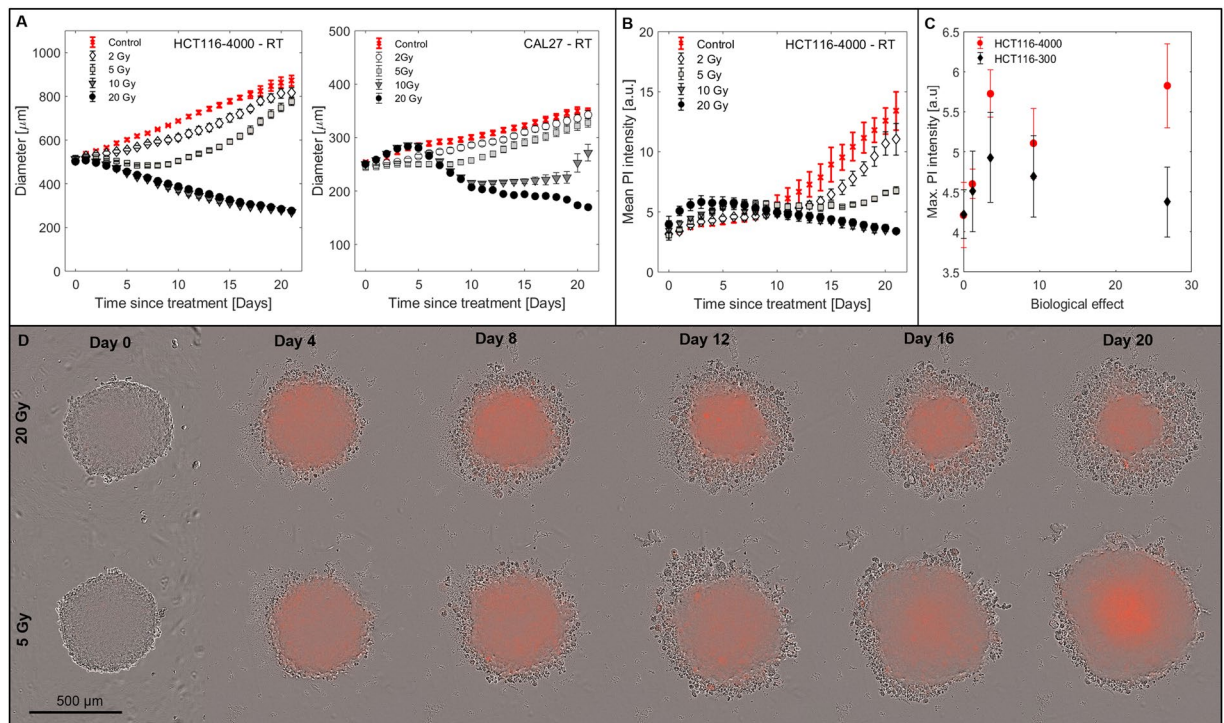 A
HCT116-4000 - RT
Control
2 Gy
5 Gy
10 Gy
20 Gy
Diameter [µm]
1000
800
600
400
200
0
0 5 10 15 20
Time since treatment [Days]
CAL27 - RT
Control
2Gy
5Gy
10Gy
20 Gy
Diameter [µm]
500
400
300
200
100
0 5 10 15 20
Time since treatment [Days]
B
HCT116-4000 - RT
Control
2 Gy
5 Gy
10 Gy
20 Gy
Mean PI intensity [a.u.]
20
15
10
5
0
0 5 10 15 20
Time since treatment [Days]
C
HCT116-4000
HCT116-300
Max. PI intensity [a.u]
6.5
6
5.5
5
4.5
4
3.5
0 10 20 30
Biological effect
D
Day 0 Day 4 Day 8 Day 12 Day 16 Day 20
20 Gy
5 Gy
500 µm